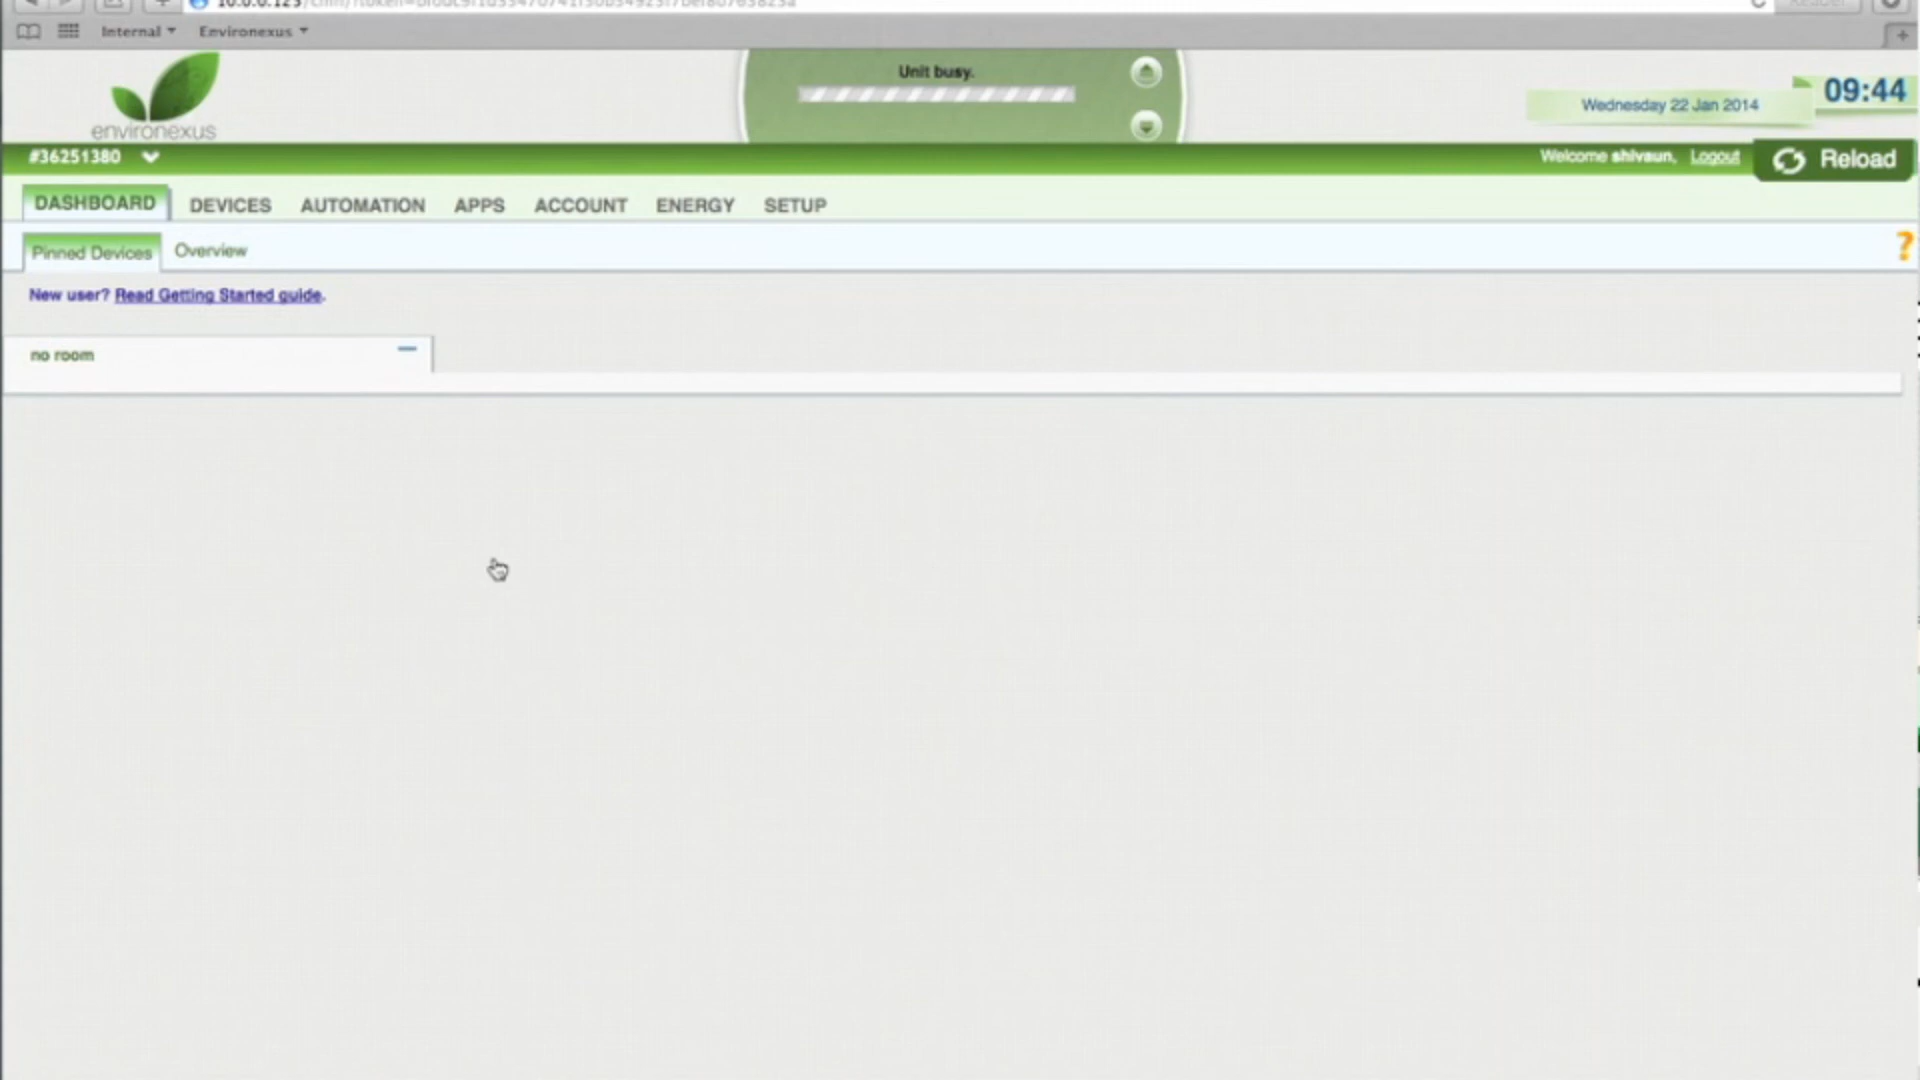 Internal
Environexus
environexus
Unit busy.
Wednesday 22 Jan 2014
09:44
#36251380
Welcome shivaun, Logout
Reload
DASHBOARD DEVICES AUTOMATION APPS ACCOUNT ENERGY SETUP
Pinned Devices Overview
?
New user? Read Getting Started guide.
no room